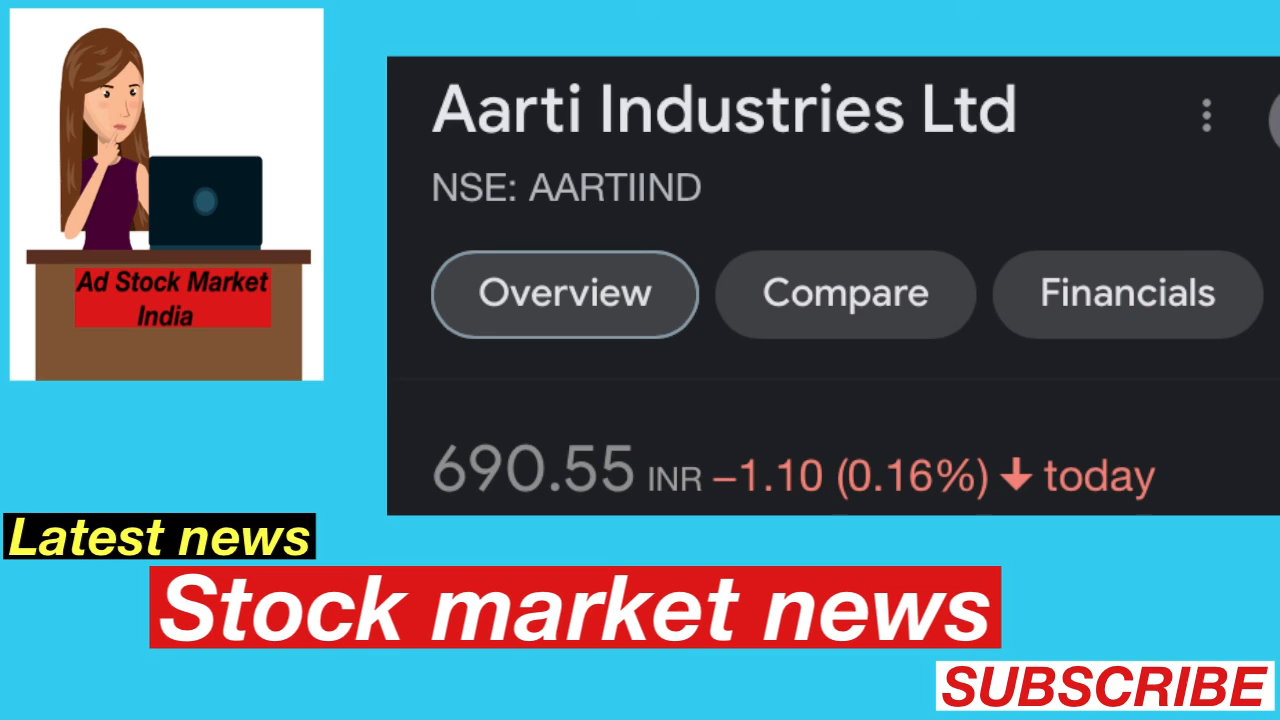 Ad Stock Market
India
Aarti Industries Ltd
NSE: AARTIIND
Overview
Compare
Financials
690.55 INR −1.10 (0.16%) ↓ today
Latest news
Stock market news
SUBSCRIBE